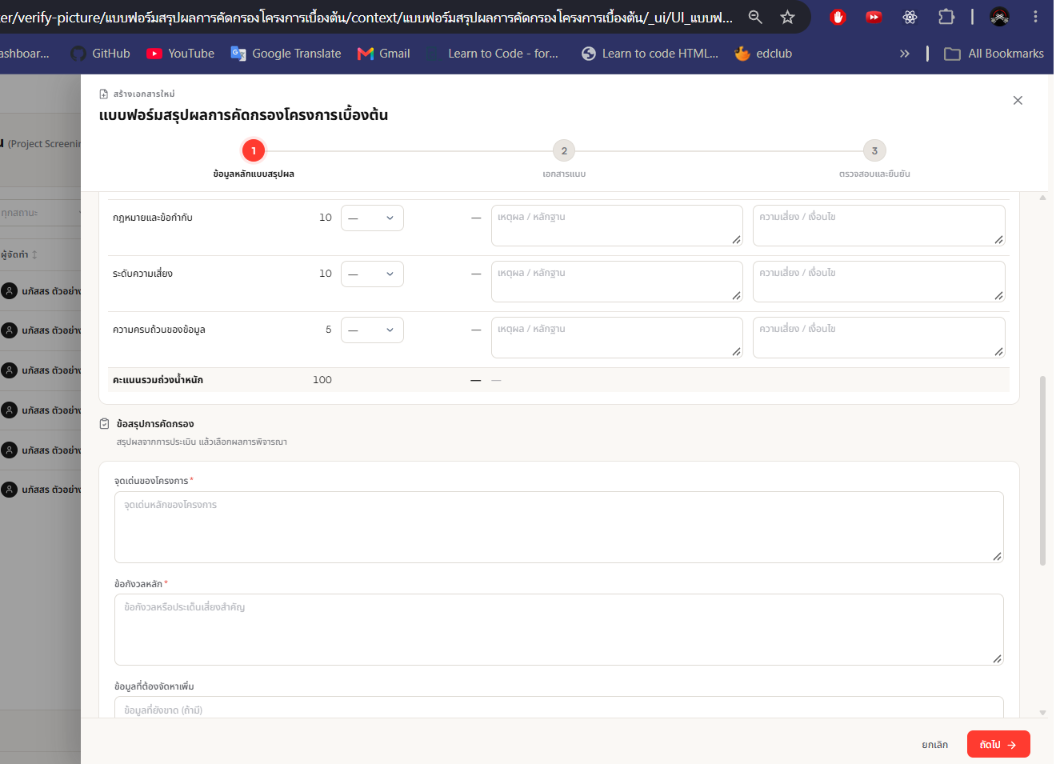 er/verify-picture/แบบฟอร์มสรุปผลการคัดกรองโครงการเบื้องต้น/context/แบบฟอร์มสรุปผลการคัดกรองโครงการเบื้องต้น/_ui/UI_แบบฟ...
ashboar... GitHub YouTube Google Translate Gmail Learn to Code - for... Learn to code HTML... edclub » All Bookmarks
สร้างเอกสารใหม่
แบบฟอร์มสรุปผลการคัดกรองโครงการเบื้องต้น
(Project Screenin
1 2 3
ข้อมูลหลักแบบสรุปผล เอกสารแนบ ตรวจสอบและยืนยัน
ทุกสถานะ
ผู้จัดทำ
นภัสสร ตัวอย่าง
นภัสสร ตัวอย่าง
นภัสสร ตัวอย่าง
นภัสสร ตัวอย่าง
นภัสสร ตัวอย่าง
นภัสสร ตัวอย่าง
กฎหมายและข้อกำกับ 10 — — เหตุผล / หลักฐาน ความเสี่ยง / เงื่อนไข
ระดับความเสี่ยง 10 — — เหตุผล / หลักฐาน ความเสี่ยง / เงื่อนไข
ความครบถ้วนของข้อมูล 5 — — เหตุผล / หลักฐาน ความเสี่ยง / เงื่อนไข
คะแนนรวมถ่วงน้ำหนัก 100 — —
ข้อสรุปการคัดกรอง
สรุปผลจากการประเมิน แล้วเลือกผลการพิจารณา
จุดเด่นของโครงการ *
จุดเด่นหลักของโครงการ
ข้อกังวลหลัก *
ข้อกังวลหรือประเด็นเสี่ยงสำคัญ
ข้อมูลที่ต้องจัดหาเพิ่ม
ข้อมูลที่ยังขาด (ถ้ามี)
ยกเลิก ถัดไป →